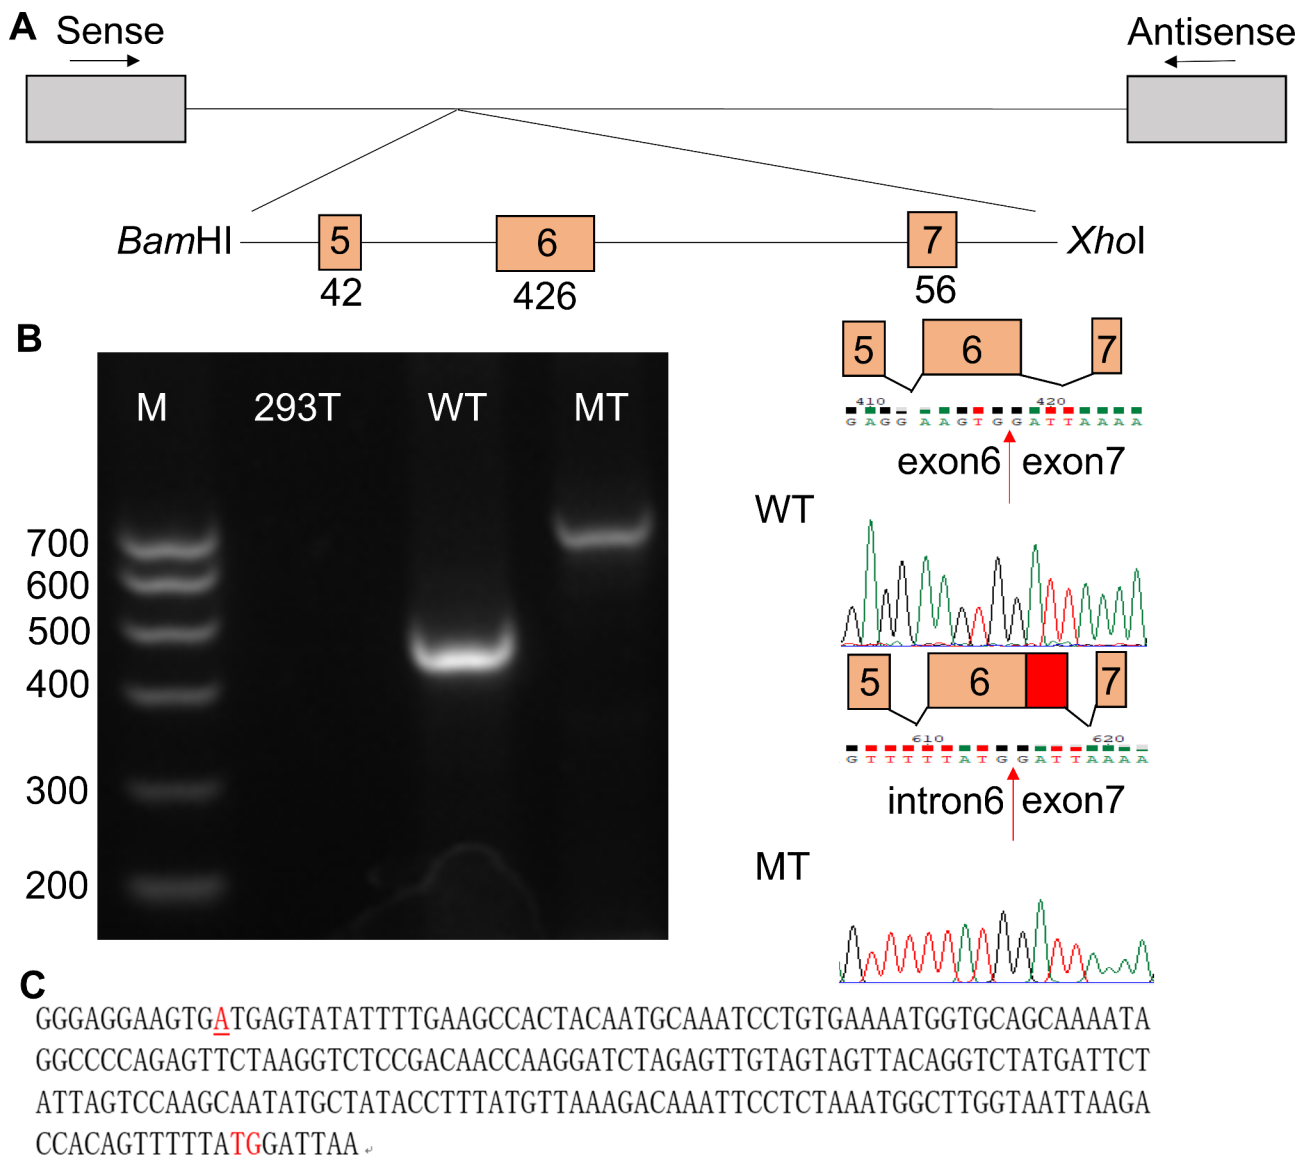 A Sense Antisense
BamHI 5 6 7 XhoI
42 426 56
B
M 293T WT MT
700
600
500
400
300
200
5 6 7
410 420
GAGGAAGTGGATTAAAA
exon6 exon7
WT
5 6 7
610 620
GTTTTTATGGATTAAAA
intron6 exon7
MT
C
GGGAGGAAGTGATGAGTATATTTTGAAGCCACTACAATGCAAATCCTGTGAAAATGGTGCAGCAAAATA
GGCCCCAGAGTTCTAAGGTCTCCGACAACCAAGGATCTAGAGTTGTAGTAGTTACAGGTCTATGATTCT
ATTAGTCCAAGCAATATGCTATACCTTTATGTTAAAGACAAATTCCTCTAAATGGCTTGGTAATTAAGA
CCACAGTTTTTATGGATTAA